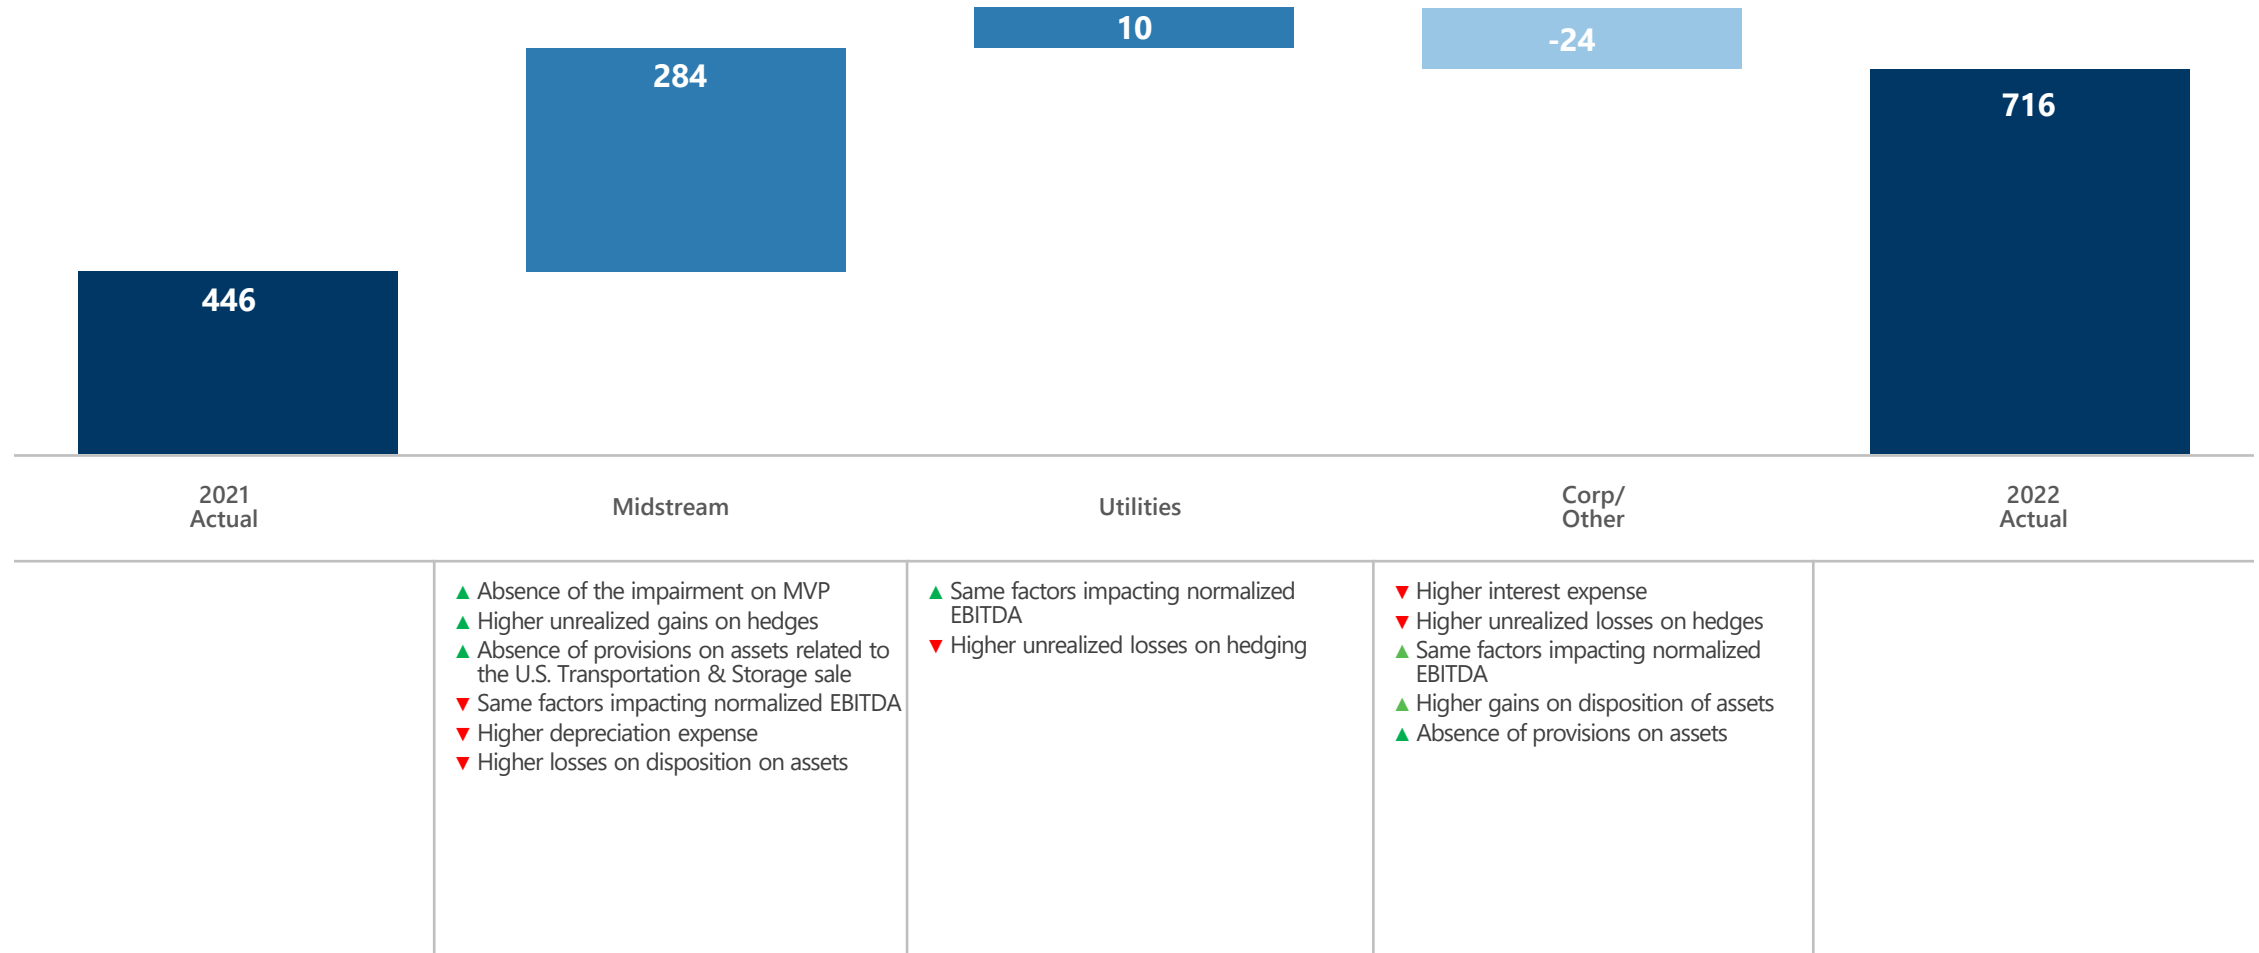 446
284
10
-24
716
2021
Actual
Midstream
Utilities
Corp/
Other
2022
Actual
▲ Absence of the impairment on MVP
▲ Higher unrealized gains on hedges
▲ Absence of provisions on assets related to
the U.S. Transportation & Storage sale
▼ Same factors impacting normalized EBITDA
▼ Higher depreciation expense
▼ Higher losses on disposition on assets
▲ Same factors impacting normalized
EBITDA
▼ Higher unrealized losses on hedging
▼ Higher interest expense
▼ Higher unrealized losses on hedges
▲ Same factors impacting normalized
EBITDA
▲ Higher gains on disposition of assets
▲ Absence of provisions on assets